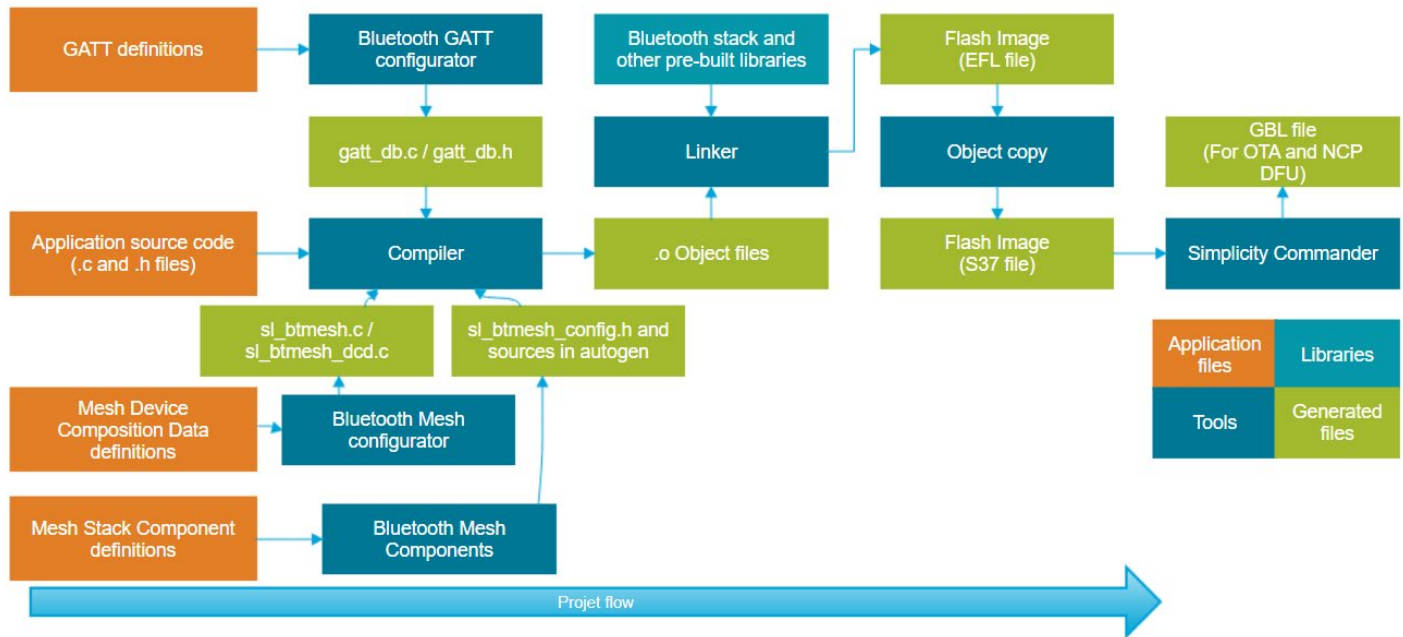 GATT definitions
Bluetooth GATT
configurator
Bluetooth stack and
other pre-built libraries
Flash Image
(EFL file)
gatt_db.c / gatt_db.h
Linker
Object copy
GBL file
(For OTA and NCP
DFU)
Application source code
(.c and .h files)
Compiler
.o Object files
Flash Image
(S37 file)
Simplicity Commander
sl_btmesh.c /
sl_btmesh_dcd.c
sl_btmesh_config.h and
sources in autogen
Application
files
Libraries
Tools
Generated
files
Mesh Device
Composition Data
definitions
Bluetooth Mesh
configurator
Mesh Stack Component
definitions
Bluetooth Mesh
Components
Projet flow